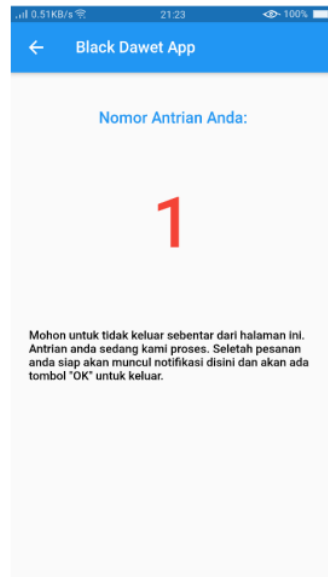 0.51KB/s 21:23 100%
Black Dawet App
Nomor Antrian Anda:
1
Mohon untuk tidak keluar sebentar dari halaman ini.
Antrian anda sedang kami proses. Seletah pesanan
anda siap akan muncul notifikasi disini dan akan ada
tombol "OK" untuk keluar.